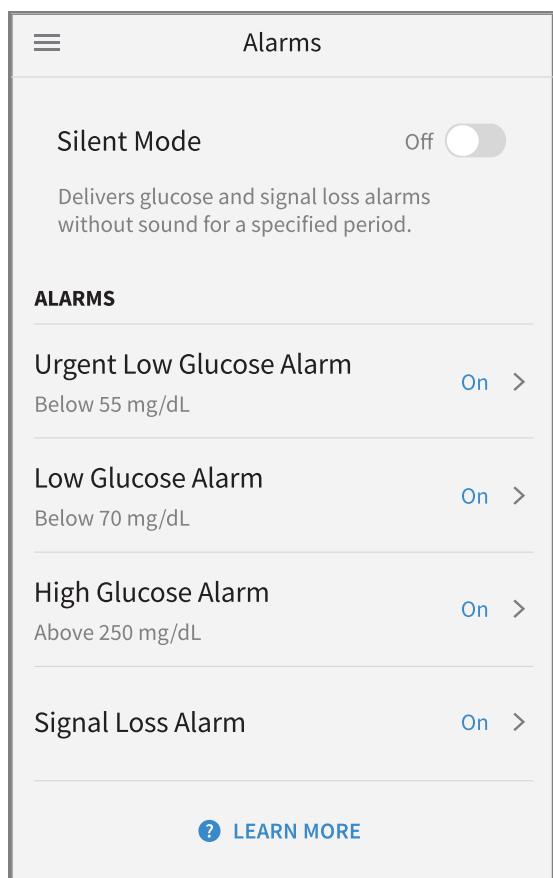 Alarms
Silent Mode
Off
Delivers glucose and signal loss alarms
without sound for a specified period.
ALARMS
Urgent Low Glucose Alarm
On
Below 55 mg/dL
Low Glucose Alarm
On
Below 70 mg/dL
High Glucose Alarm
On
Above 250 mg/dL
Signal Loss Alarm
On
? LEARN MORE